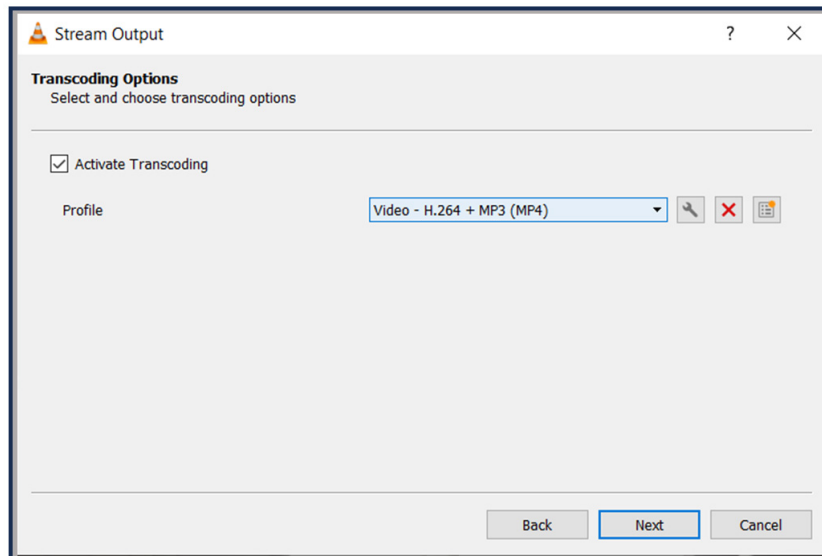 Stream Output
?
Transcoding Options
Select and choose transcoding options
Activate Transcoding
Profile Video - H.264 + MP3 (MP4)
Back Next Cancel